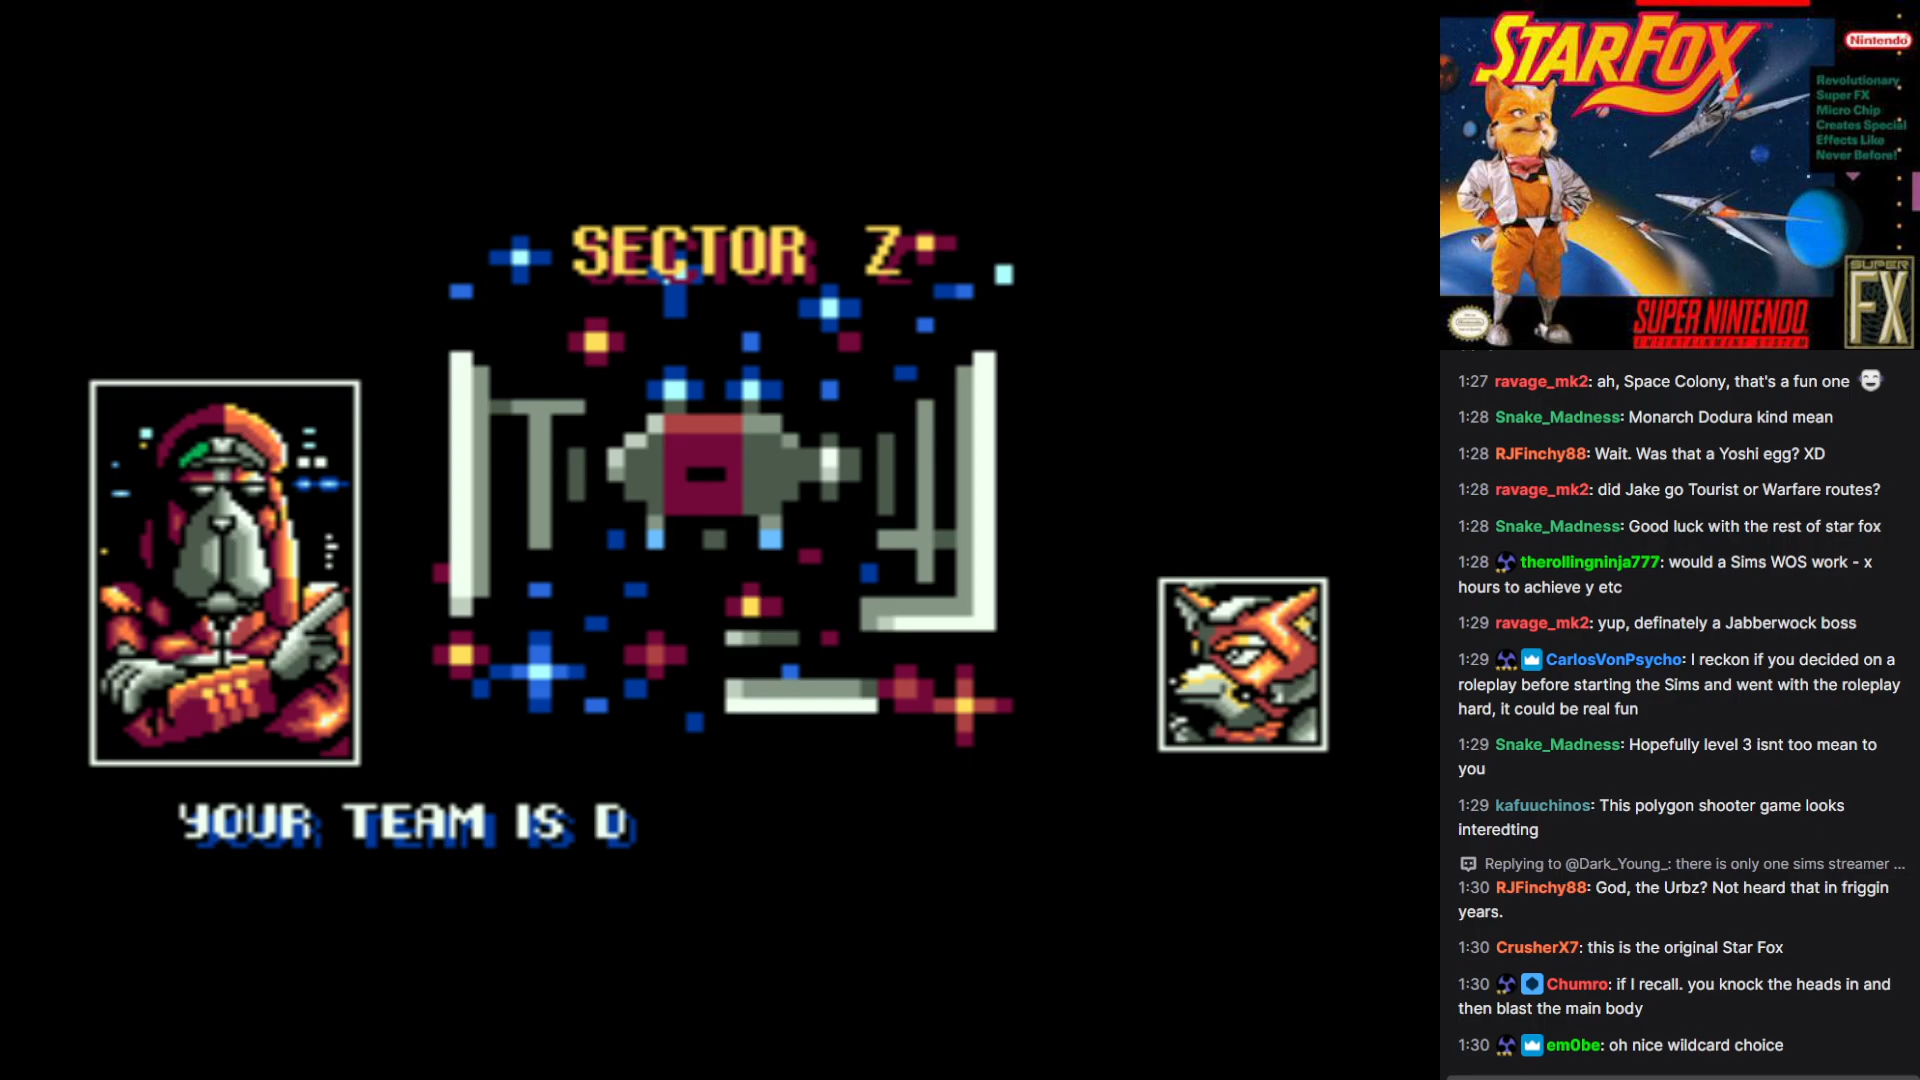 SECTOR Z
YOUR TEAM IS D
STARFOX
Nintendo
Revolutionary
Super FX
Micro Chip
Creates Special
Effects Like
Never Before!
SUPER
FX
SUPER NINTENDO
ENTERTAINMENT SYSTEM
1:27 ravage_mk2: ah, Space Colony, that's a fun one
1:28 Snake_Madness: Monarch Dodura kind mean
1:28 RJFinchy88: Wait. Was that a Yoshi egg? XD
1:28 ravage_mk2: did Jake go Tourist or Warfare routes?
1:28 Snake_Madness: Good luck with the rest of star fox
1:28 therollingninja777: would a Sims WOS work - x
hours to achieve y etc
1:29 ravage_mk2: yup, definately a Jabberwock boss
1:29 CarlosVonPsycho: I reckon if you decided on a
roleplay before starting the Sims and went with the roleplay
hard, it could be real fun
1:29 Snake_Madness: Hopefully level 3 isnt too mean to
you
1:29 kafuuchinos: This polygon shooter game looks
interedting
Replying to @Dark_Young_: there is only one sims streamer ...
1:30 RJFinchy88: God, the Urbz? Not heard that in friggin
years.
1:30 CrusherX7: this is the original Star Fox
1:30 Chumro: if I recall. you knock the heads in and
then blast the main body
1:30 em0be: oh nice wildcard choice